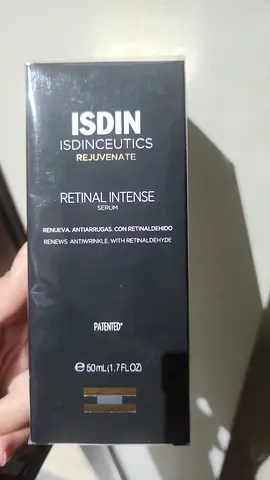 ISDIN
ISDINCEUTICS
REJUVENATE
RETINAL INTENSE
SERUM
RENUEVA. ANTIARRUGAS. CON RETINALDEHIDO
RENEWS. ANTIWRINKLE. WITH RETINALDEHYDE
PATENTED*
℮ 50mL (1.7 FL.OZ)